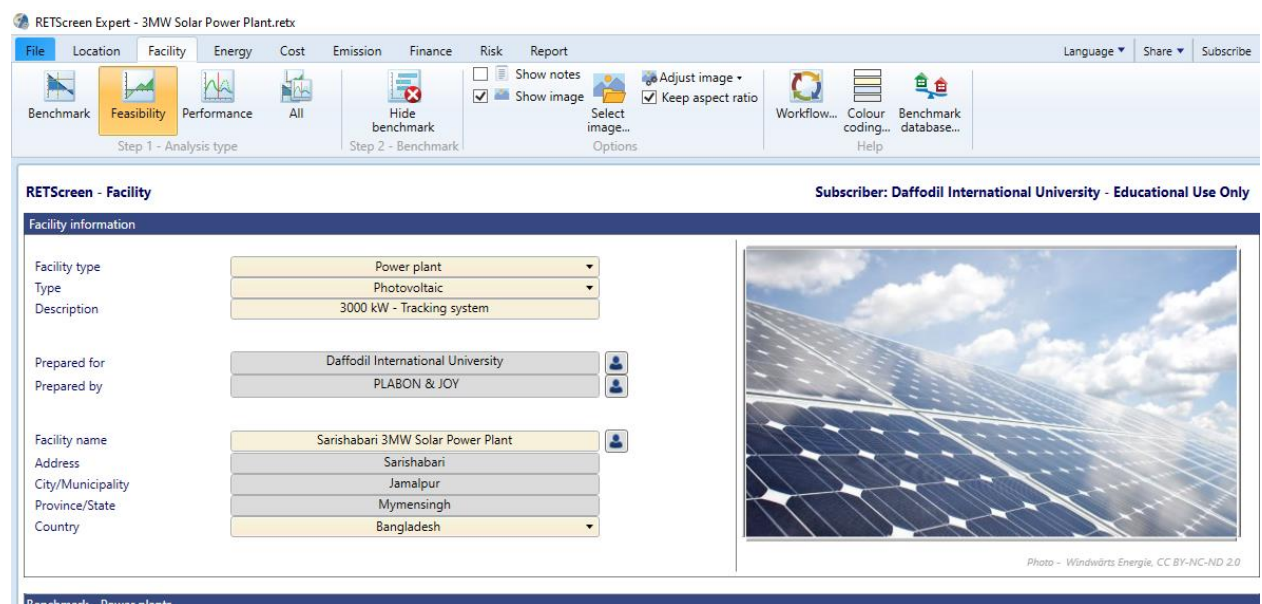 RETScreen Expert - 3MW Solar Power Plant.retx
File Location Facility Energy Cost Emission Finance Risk Report Language Share Subscribe
Benchmark Feasibility Performance All
Step 1 - Analysis type
Hide benchmark
Step 2 - Benchmark
Show notes
Show image
Select image...
Adjust image
Keep aspect ratio
Options
Workflow... Colour coding... Benchmark database...
Help
RETScreen - Facility Subscriber: Daffodil International University - Educational Use Only
Facility information
Facility type Power plant
Type Photovoltaic
Description 3000 kW - Tracking system
Prepared for Daffodil International University
Prepared by PLABON & JOY
Facility name Sarishabari 3MW Solar Power Plant
Address Sarishabari
City/Municipality Jamalpur
Province/State Mymensingh
Country Bangladesh
Photo - Windwärts Energie, CC BY-NC-ND 2.0
Benchmark - Power plants